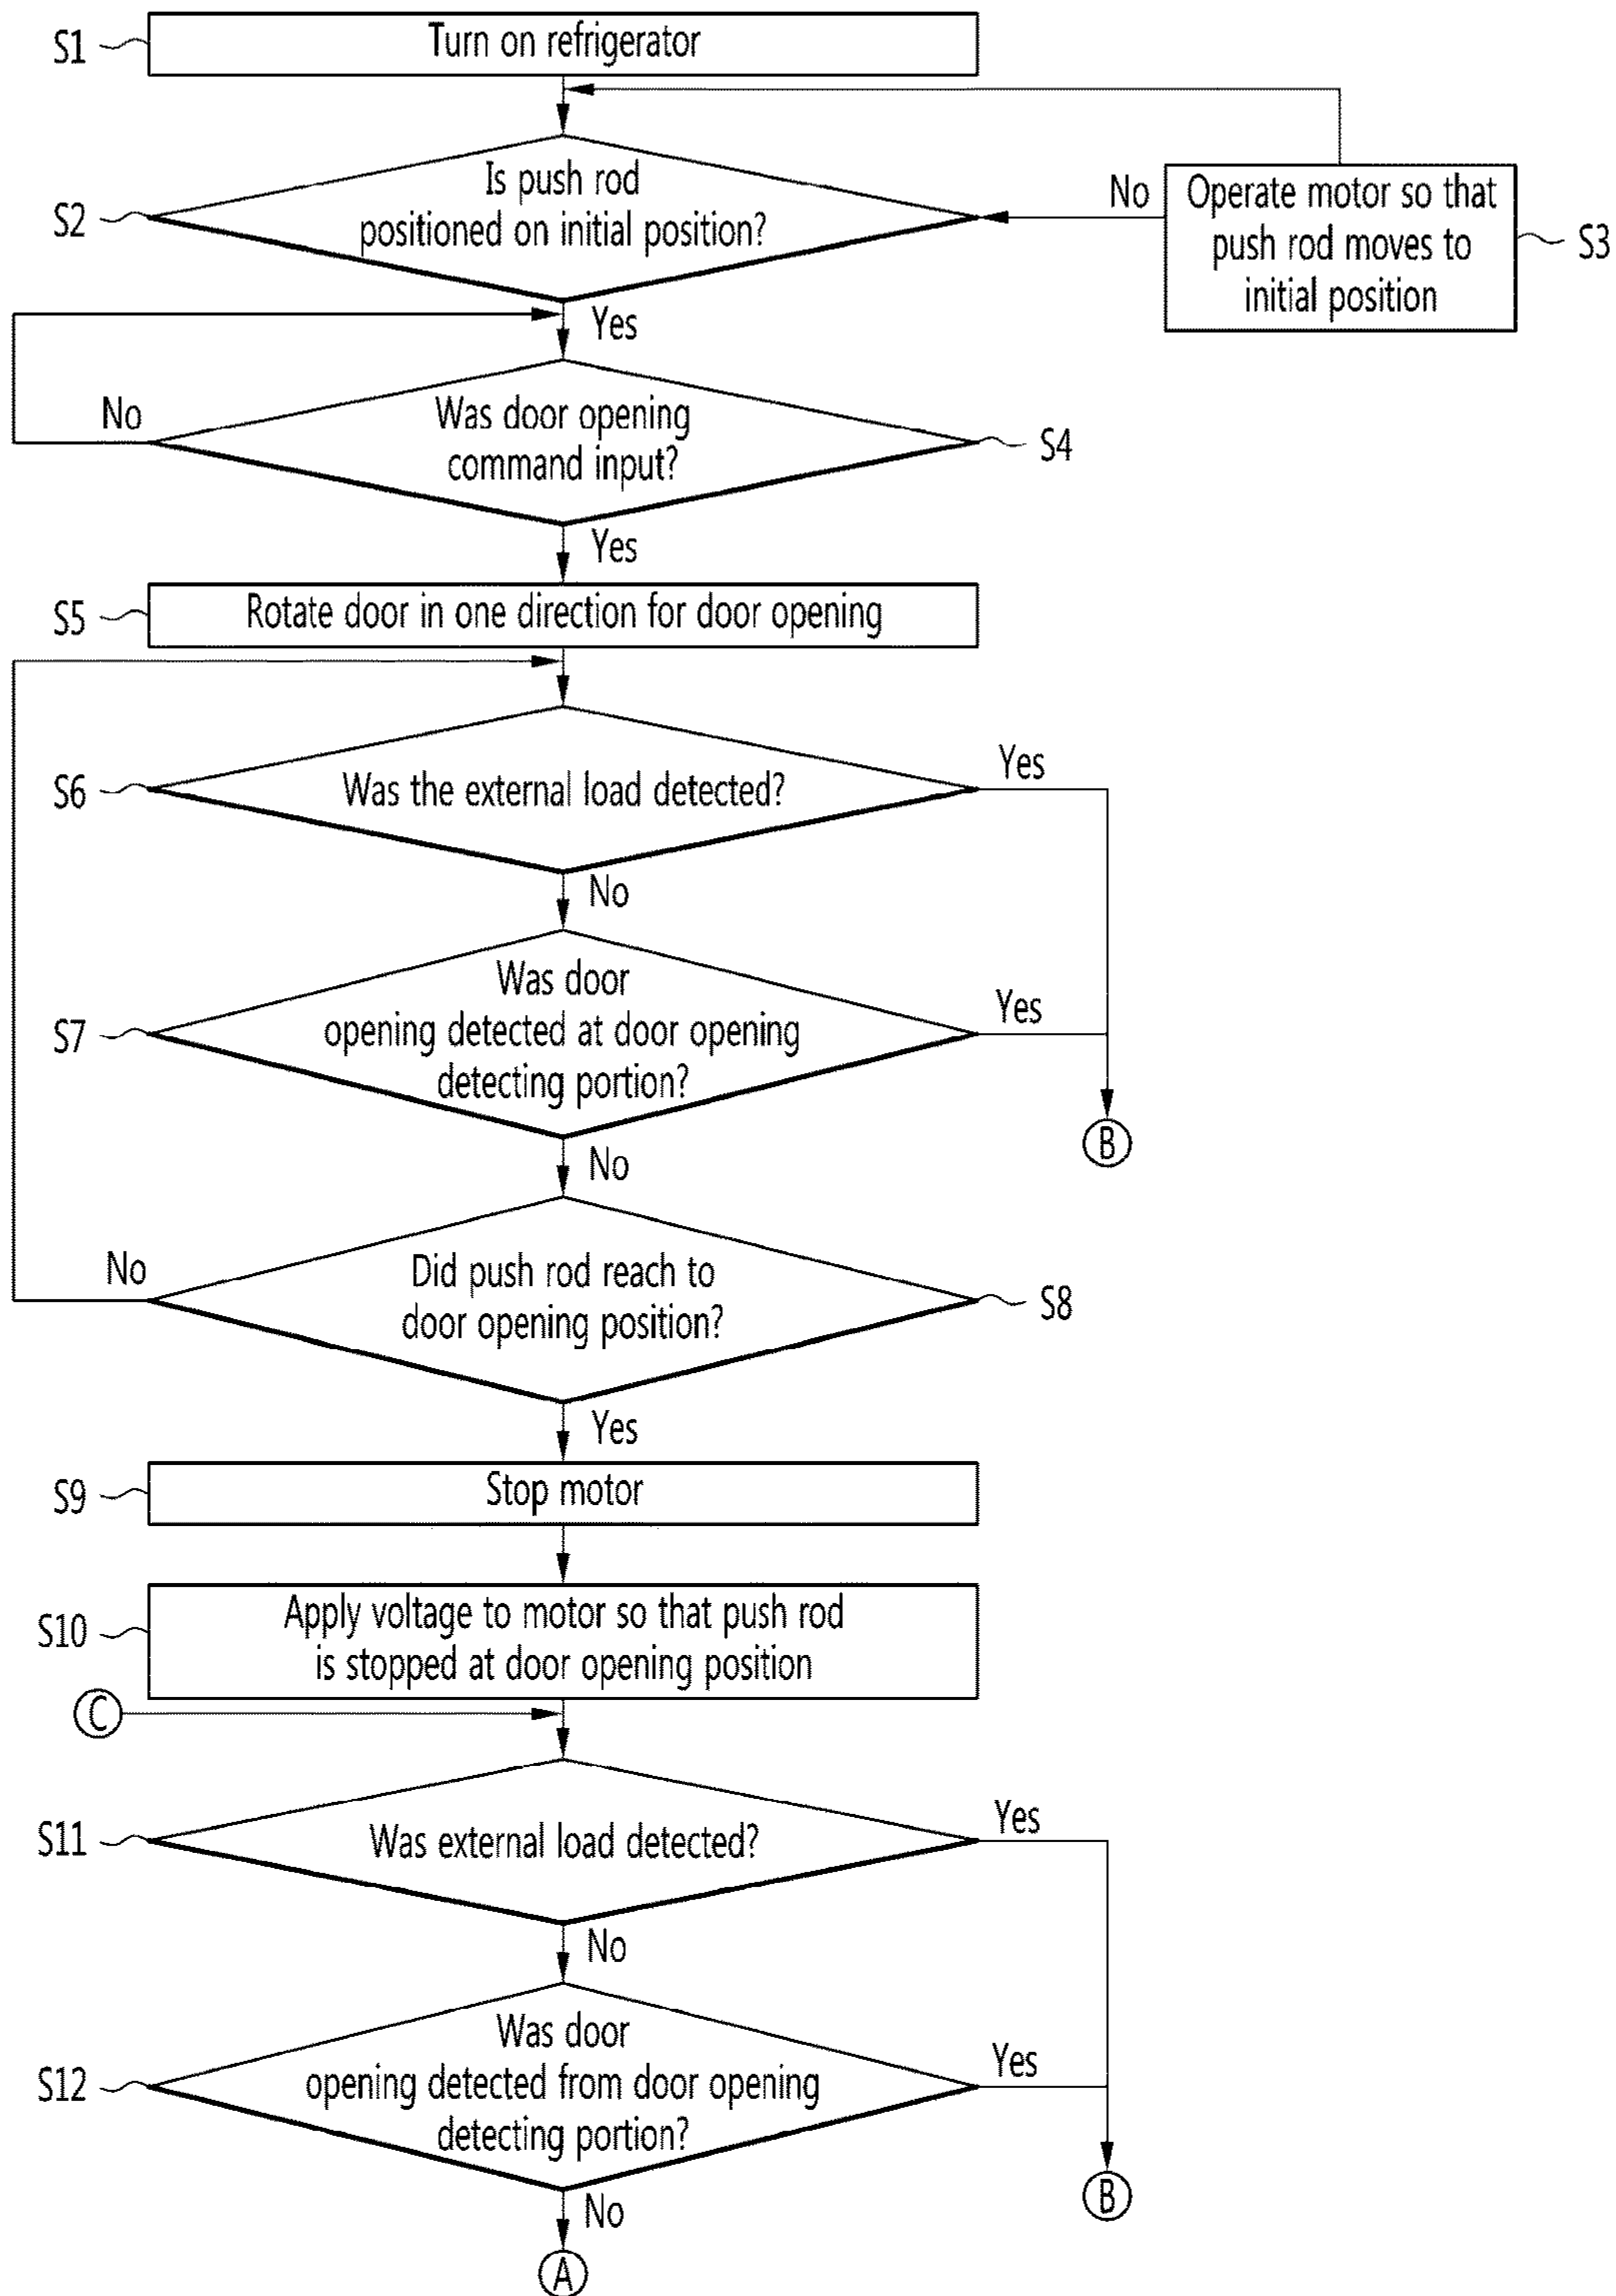 S1
Turn on refrigerator
S2
Is push rod
positioned on initial position?
No
Operate motor so that
push rod moves to
initial position
S3
Yes
No
Was door opening
command input?
S4
Yes
S5
Rotate door in one direction for door opening
S6
Was the external load detected?
Yes
No
S7
Was door
opening detected at door opening
detecting portion?
Yes
B
No
No
Did push rod reach to
door opening position?
S8
Yes
S9
Stop motor
S10
Apply voltage to motor so that push rod
is stopped at door opening position
C
S11
Was external load detected?
Yes
No
S12
Was door
opening detected from door opening
detecting portion?
Yes
B
No
A